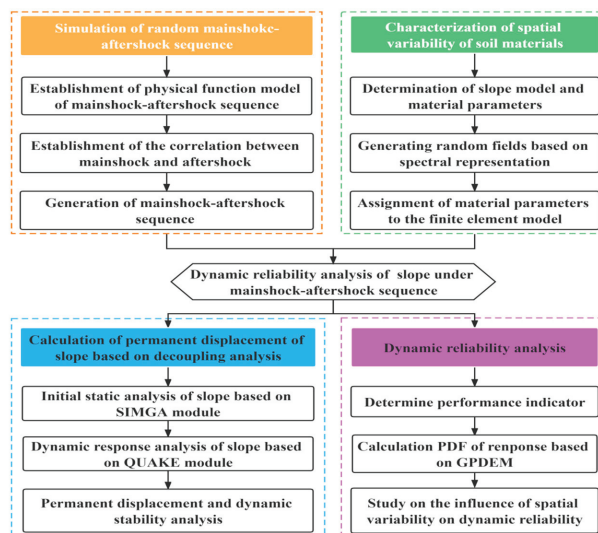 Simulation of random mainshokc-
aftershock sequence
Establishment of physical function model
of mainshock-aftershock sequence
Establishment of the correlation between
mainshock and aftershock
Generation of mainshock-aftershock
sequence
Characterization of spatial
variability of soil materials
Determination of slope model and
material parameters
Generating random fields based on
spectral representation
Assignment of material parameters
to the finite element model
Dynamic reliability analysis of slope under
mainshock-aftershock sequence
Calculation of permanent displacement of
slope based on decoupling analysis
Initial static analysis of slope based on
SIMGA module
Dynamic response analysis of slope based
on QUAKE module
Permanent displacement and dynamic
stability analysis
Dynamic reliability analysis
Determine performance indicator
Calculation PDF of renponse based
on GPDEM
Study on the influence of spatial
variability on dynamic reliability